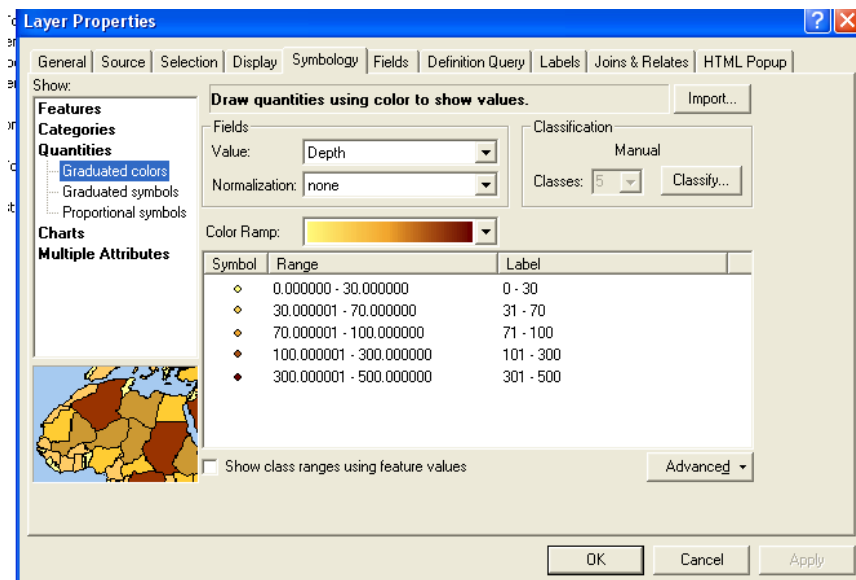 Layer Properties
General Source Selection Display Symbology Fields Definition Query Labels Joins & Relates HTML Popup
Show:
Features
Categories
Quantities
Graduated colors
Graduated symbols
Proportional symbols
Charts
Multiple Attributes
Draw quantities using color to show values.
Import...
Fields
Value: Depth
Normalization: none
Classification
Manual
Classes: 5 Classify...
Color Ramp:
Symbol Range Label
0.000000 - 30.000000 0 - 30
30.000001 - 70.000000 31 - 70
70.000001 - 100.000000 71 - 100
100.000001 - 300.000000 101 - 300
300.000001 - 500.000000 301 - 500
Show class ranges using feature values
Advanced
OK Cancel Apply